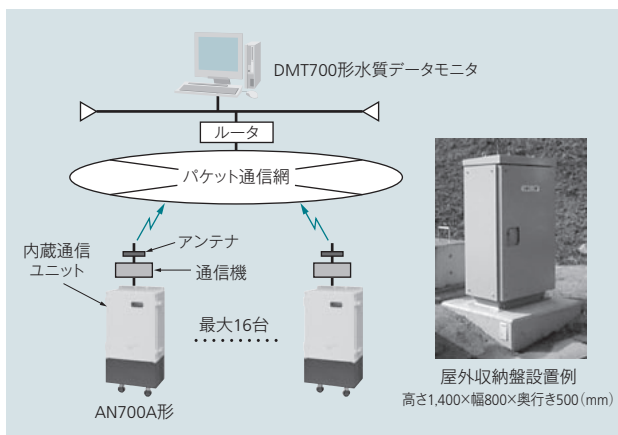 DMT700形水質データモニタ
ルータ
パケット通信網
アンテナ
内蔵通信
ユニット
通信機
最大16台
AN700A形
屋外収納盤設置例
高さ1,400×幅800×奥行き500(mm)